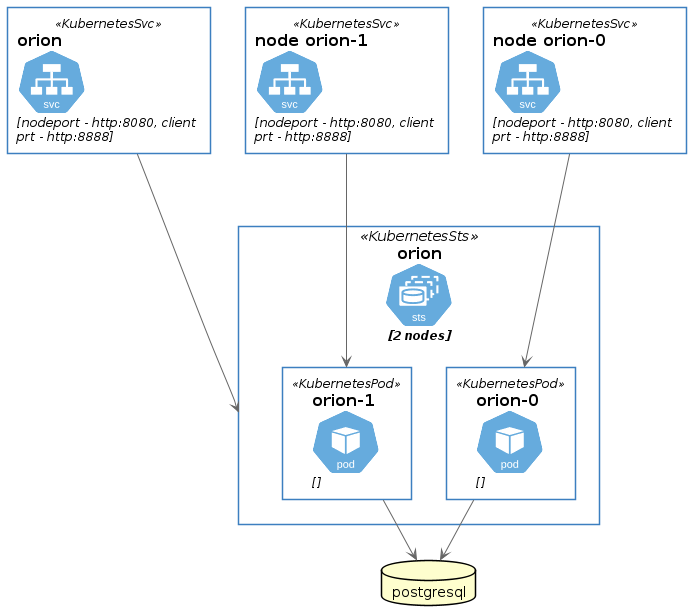 «KubernetesSvc»
orion
svc
[nodeport - http:8080, client
prt - http:8888]
«KubernetesSvc»
node orion-1
svc
[nodeport - http:8080, client
prt - http:8888]
«KubernetesSvc»
node orion-0
svc
[nodeport - http:8080, client
prt - http:8888]
«KubernetesSts»
orion
sts
[2 nodes]
«KubernetesPod»
orion-1
pod
[]
«KubernetesPod»
orion-0
pod
[]
postgresql